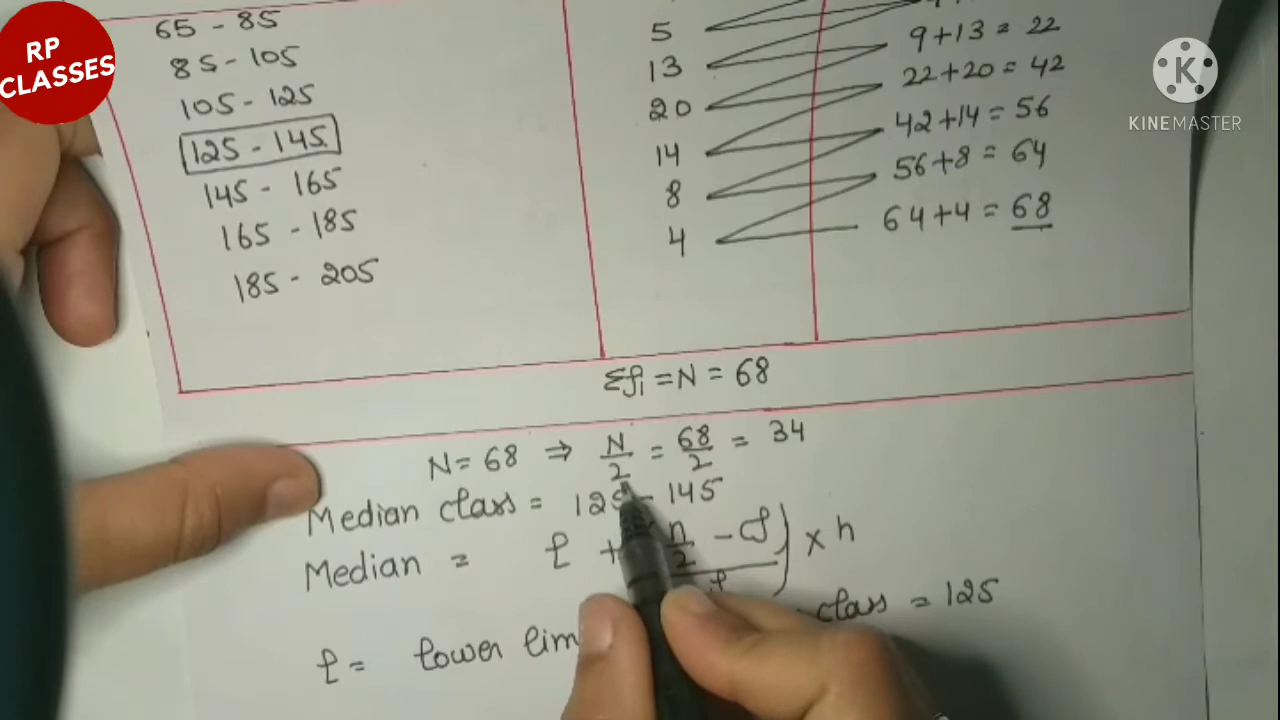 RP
CLASSES
KINEMASTER
65 - 85
85 - 105
105 - 125
125 - 145
145 - 165
165 - 185
185 - 205
5
13
20
14
8
4
9+13 = 22
22+20 = 42
42+14 = 56
56+8 = 64
64+4 = 68
Σfi = N = 68
N = 68 ⇒ N/2 = 68/2 = 34
Median class = 125 - 145
Median = l + n/2 - cf) × h
l = lower class = 125